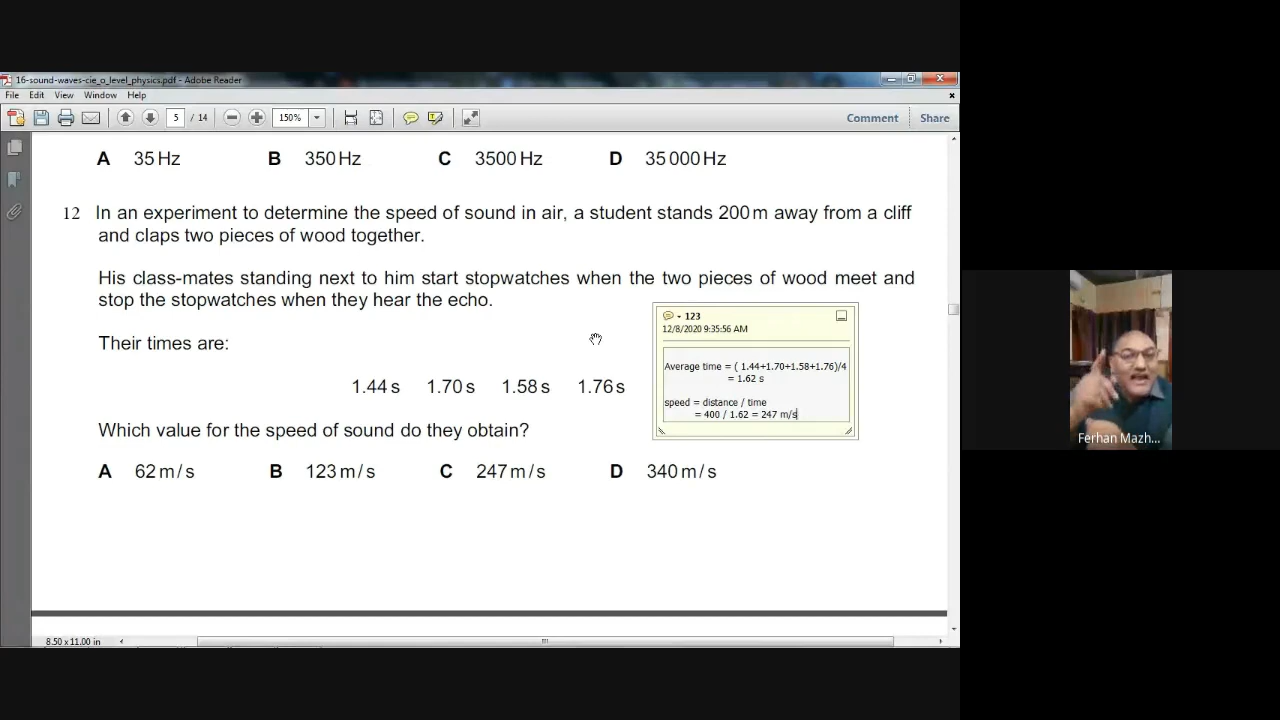 16-sound-waves-cie_o_level_physics.pdf - Adobe Reader
File Edit View Window Help
5 / 14 150% Comment Share
A 35 Hz B 350 Hz C 3500 Hz D 35 000 Hz
12 In an experiment to determine the speed of sound in air, a student stands 200 m away from a cliff
and claps two pieces of wood together.
His class-mates standing next to him start stopwatches when the two pieces of wood meet and
stop the stopwatches when they hear the echo.
Their times are:
1.44 s 1.70 s 1.58 s 1.76 s
Which value for the speed of sound do they obtain?
A 62 m / s B 123 m / s C 247 m / s D 340 m / s
123
12/8/2020 9:35:56 AM
Average time = ( 1.44+1.70+1.58+1.76)/4
= 1.62 s
speed = distance / time
= 400 / 1.62 = 247 m/s
8.50 x 11.00 in
Ferhan Mazh...